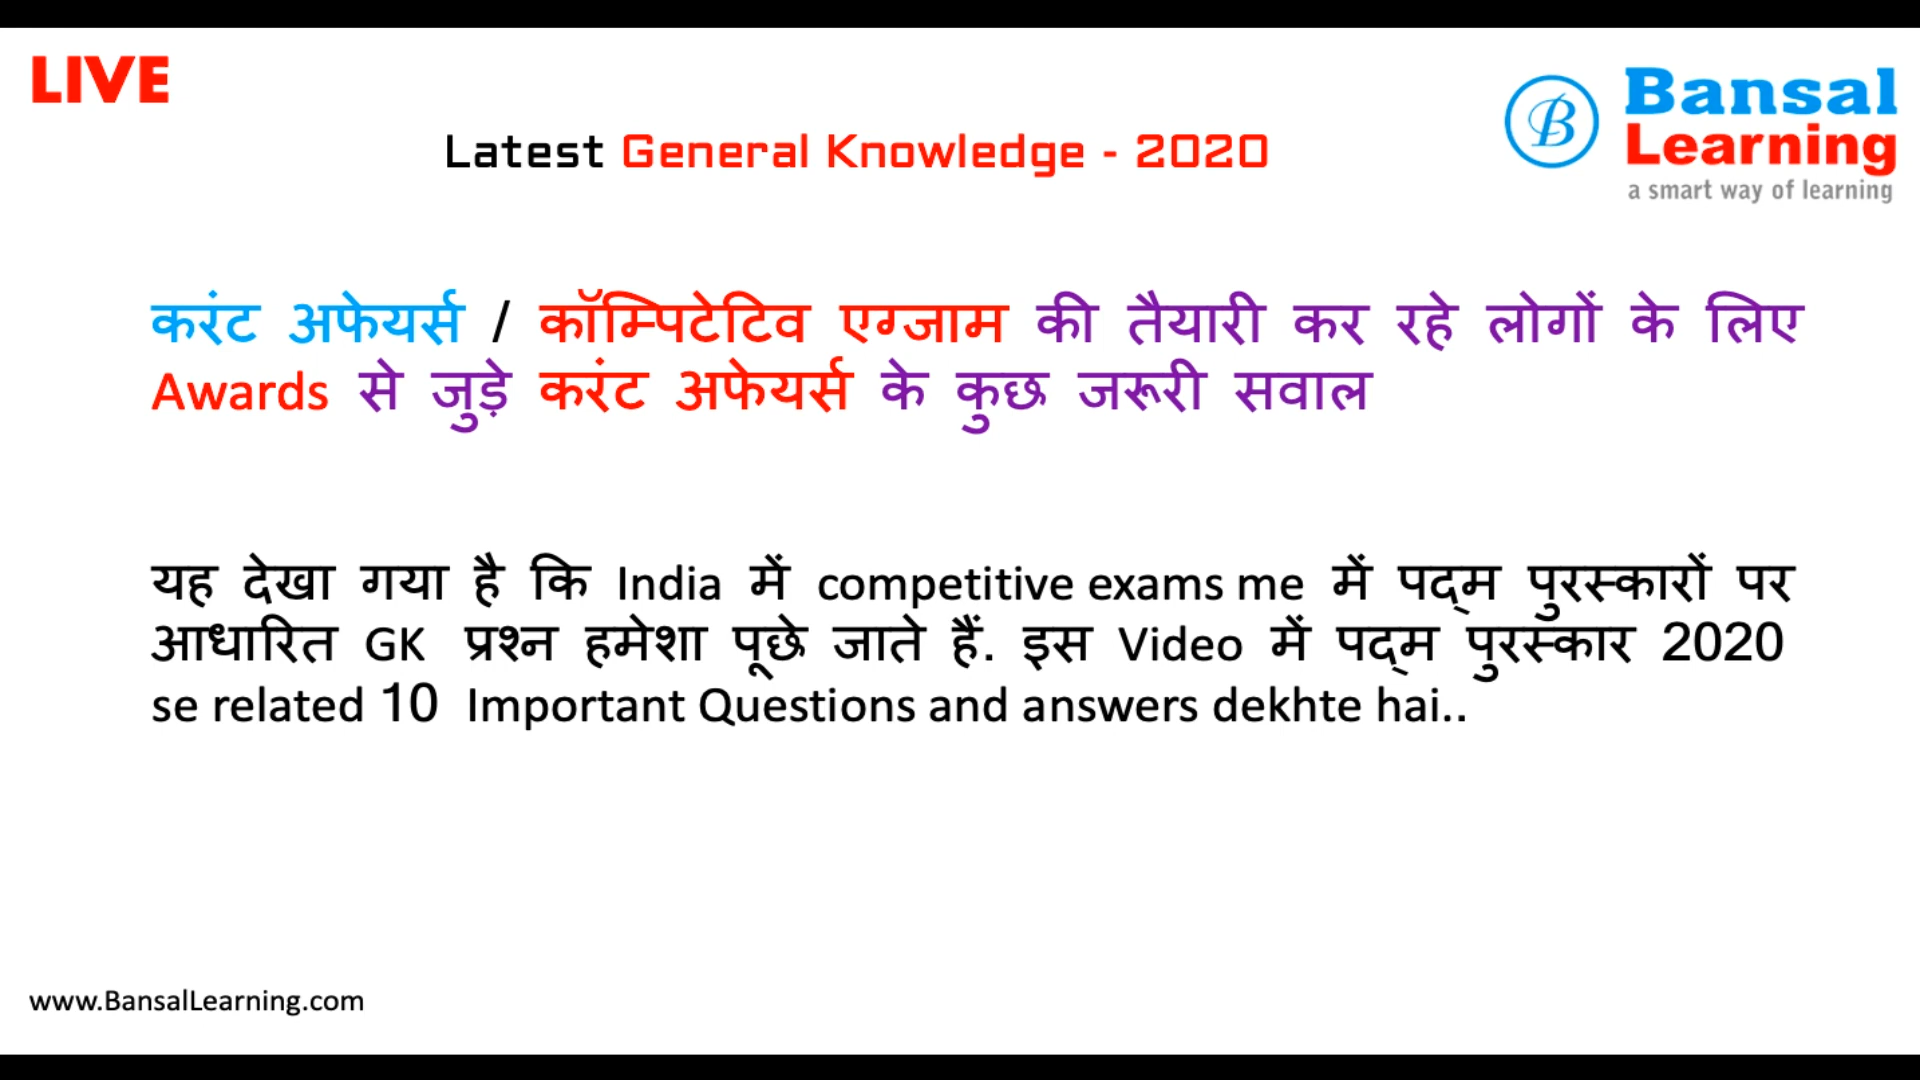 LIVE
Bansal
Learning
a smart way of learning
Latest General Knowledge - 2020
करंट अफेयर्स / कॉम्पिटेटिव एग्जाम की तैयारी कर रहे लोगों के लिए
Awards से जुड़े करंट अफेयर्स के कुछ जरूरी सवाल
यह देखा गया है कि India में competitive exams me में पद्म पुरस्कारों पर
आधारित GK प्रश्न हमेशा पूछे जाते हैं. इस Video में पद्म पुरस्कार 2020
se related 10 Important Questions and answers dekhte hai..
www.BansalLearning.com